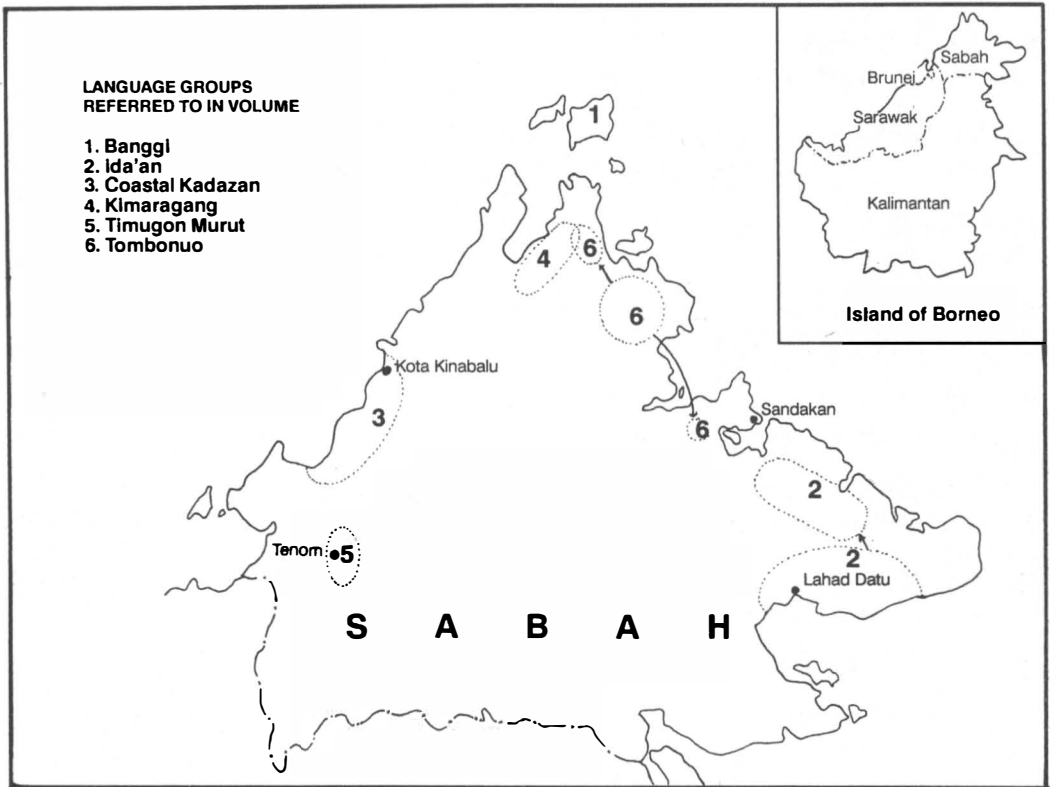 LANGUAGE GROUPS
REFERRED TO IN VOLUME
1. Banggi
2. Ida'an
3. Coastal Kadazan
4. Kimaragang
5. Timugon Murut
6. Tombonuo
Sabah
Brunei
Sarawak
Kalimantan
Island of Borneo
1
4
6
6
Kota Kinabalu
3
6
Sandakan
2
Tenom
5
2
Lahad Datu
S A B A H